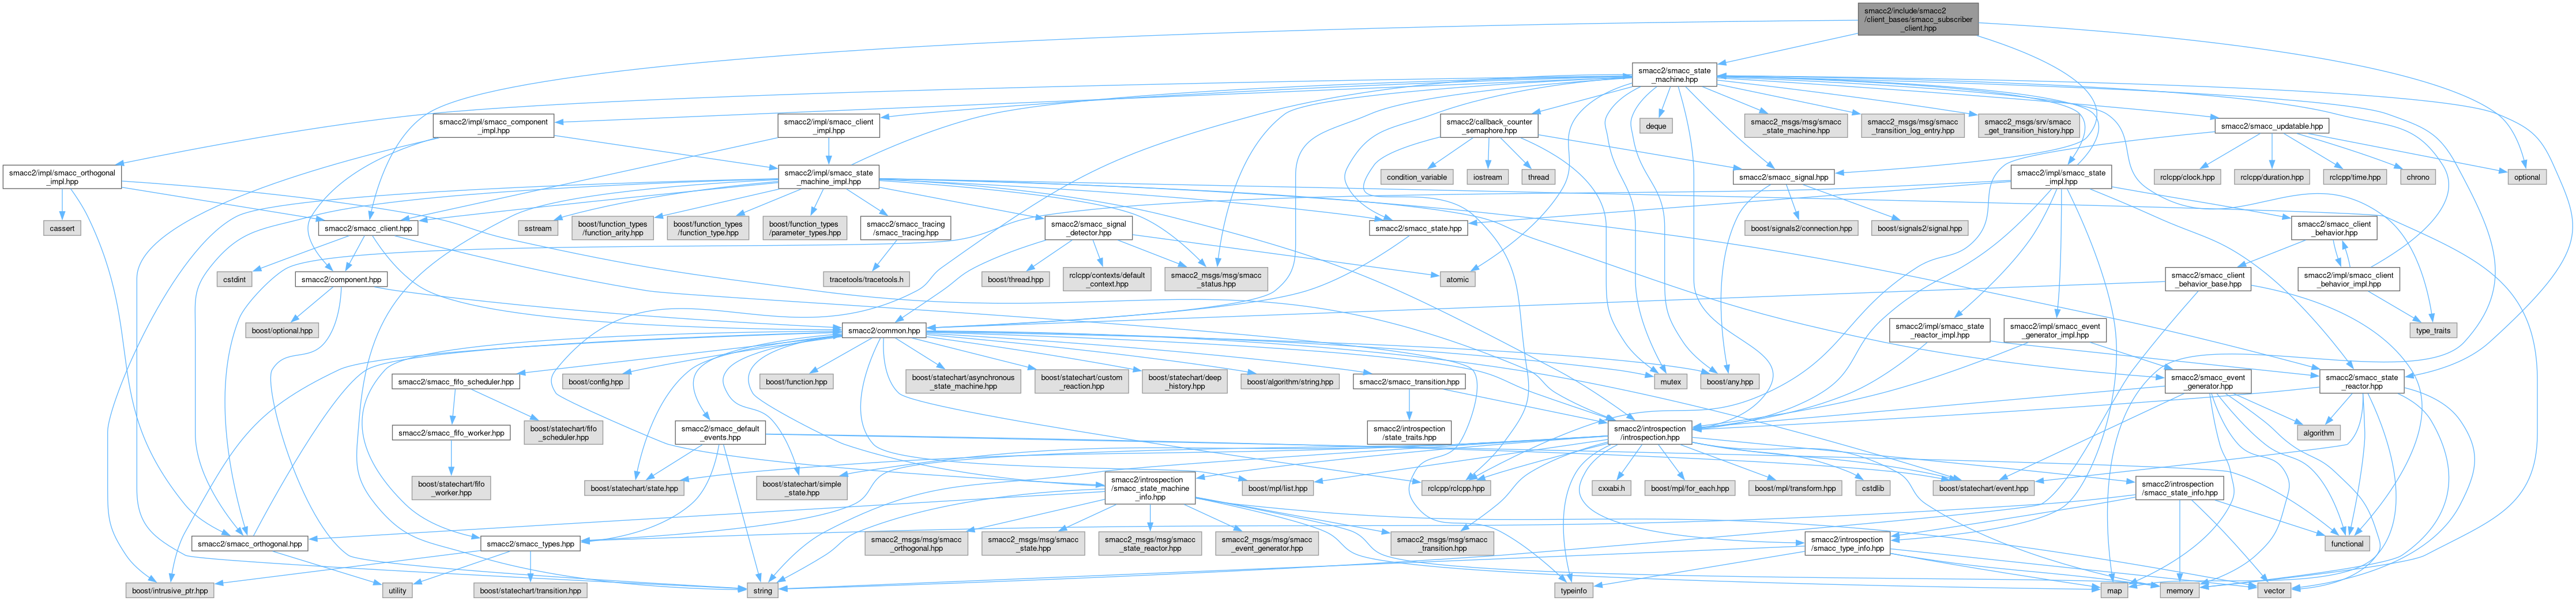 smacc2/include/smacc2
/client_bases/smacc_subscriber
_client.hpp
smacc2/smacc_state
_machine.hpp
smacc2/impl/smacc_component
_impl.hpp
smacc2/impl/smacc_client
_impl.hpp
smacc2/callback_counter
_semaphore.hpp
deque
smacc2_msgs/msg/smacc
_state_machine.hpp
smacc2_msgs/msg/smacc
_transition_log_entry.hpp
smacc2_msgs/srv/smacc
_get_transition_history.hpp
smacc2/smacc_updatable.hpp
smacc2/impl/smacc_orthogonal
_impl.hpp
smacc2/impl/smacc_state
_machine_impl.hpp
condition_variable
iostream
thread
smacc2/smacc_signal.hpp
smacc2/impl/smacc_state
_impl.hpp
rclcpp/clock.hpp
rclcpp/duration.hpp
rclcpp/time.hpp
chrono
optional
cassert
smacc2/smacc_client.hpp
sstream
boost/function_types
/function_arity.hpp
boost/function_types
/function_type.hpp
boost/function_types
/parameter_types.hpp
smacc2/smacc_tracing
/smacc_tracing.hpp
smacc2/smacc_signal
_detector.hpp
smacc2/smacc_state.hpp
boost/signals2/connection.hpp
boost/signals2/signal.hpp
smacc2/smacc_client
_behavior.hpp
cstdint
smacc2/component.hpp
tracetools/tracetools.h
boost/thread.hpp
rclcpp/contexts/default
_context.hpp
smacc2_msgs/msg/smacc
_status.hpp
atomic
smacc2/smacc_client
_behavior_base.hpp
smacc2/impl/smacc_client
_behavior_impl.hpp
boost/optional.hpp
smacc2/common.hpp
smacc2/impl/smacc_state
_reactor_impl.hpp
smacc2/impl/smacc_event
_generator_impl.hpp
type_traits
smacc2/smacc_fifo_scheduler.hpp
boost/config.hpp
boost/function.hpp
boost/statechart/asynchronous
_state_machine.hpp
boost/statechart/custom
_reaction.hpp
boost/statechart/deep
_history.hpp
boost/algorithm/string.hpp
smacc2/smacc_transition.hpp
mutex
boost/any.hpp
smacc2/smacc_event
_generator.hpp
smacc2/smacc_state
_reactor.hpp
smacc2/smacc_fifo_worker.hpp
boost/statechart/fifo
_scheduler.hpp
smacc2/smacc_default
_events.hpp
smacc2/introspection
/state_traits.hpp
smacc2/introspection
/introspection.hpp
algorithm
boost/statechart/fifo
_worker.hpp
boost/statechart/state.hpp
boost/statechart/simple
_state.hpp
smacc2/introspection
/smacc_state_machine
_info.hpp
boost/mpl/list.hpp
rclcpp/rclcpp.hpp
cxxabi.h
boost/mpl/for_each.hpp
boost/mpl/transform.hpp
cstdlib
boost/statechart/event.hpp
smacc2/introspection
/smacc_state_info.hpp
smacc2/smacc_orthogonal.hpp
smacc2/smacc_types.hpp
smacc2_msgs/msg/smacc
_orthogonal.hpp
smacc2_msgs/msg/smacc
_state.hpp
smacc2_msgs/msg/smacc
_state_reactor.hpp
smacc2_msgs/msg/smacc
_event_generator.hpp
smacc2_msgs/msg/smacc
_transition.hpp
smacc2/introspection
/smacc_type_info.hpp
functional
boost/intrusive_ptr.hpp
utility
boost/statechart/transition.hpp
string
typeinfo
map
memory
vector